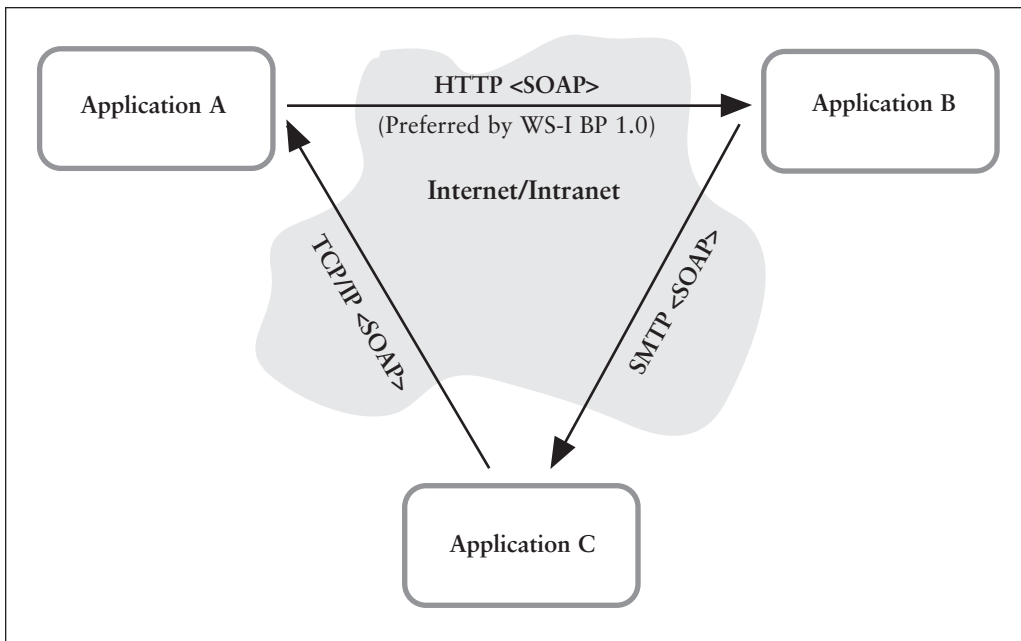 Application A
HTTP <SOAP>
(Preferred by WS-I BP 1.0)
Application B
Internet/Intranet
TCP/IP <SOAP>
SMTP <SOAP>
Application C